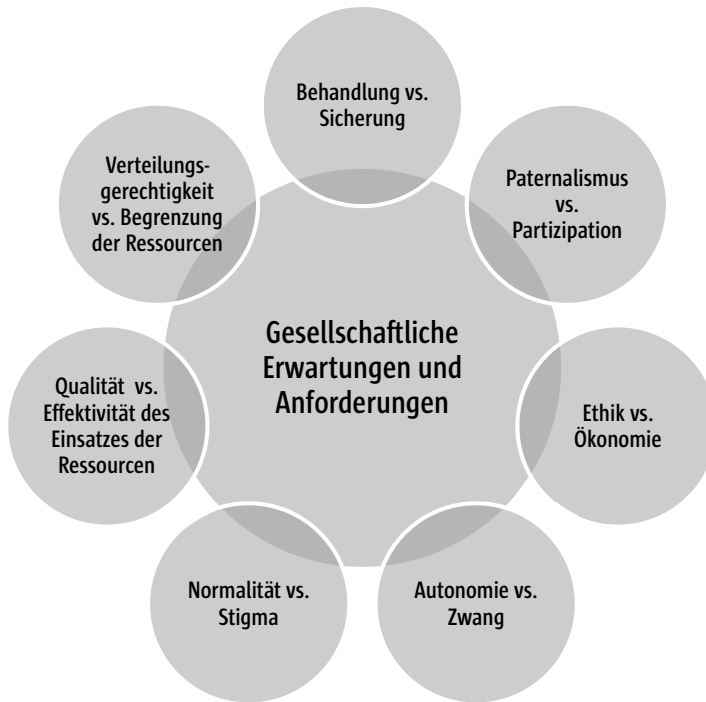 Behandlung vs.
Sicherung
Paternalismus
vs.
Partizipation
Ethik vs.
Ökonomie
Autonomie vs.
Zwang
Normalität vs.
Stigma
Qualität vs.
Effektivität des
Einsatzes der
Ressourcen
Verteilungs-
gerechtigkeit
vs. Begrenzung
der Ressourcen
Gesellschaftliche
Erwartungen und
Anforderungen